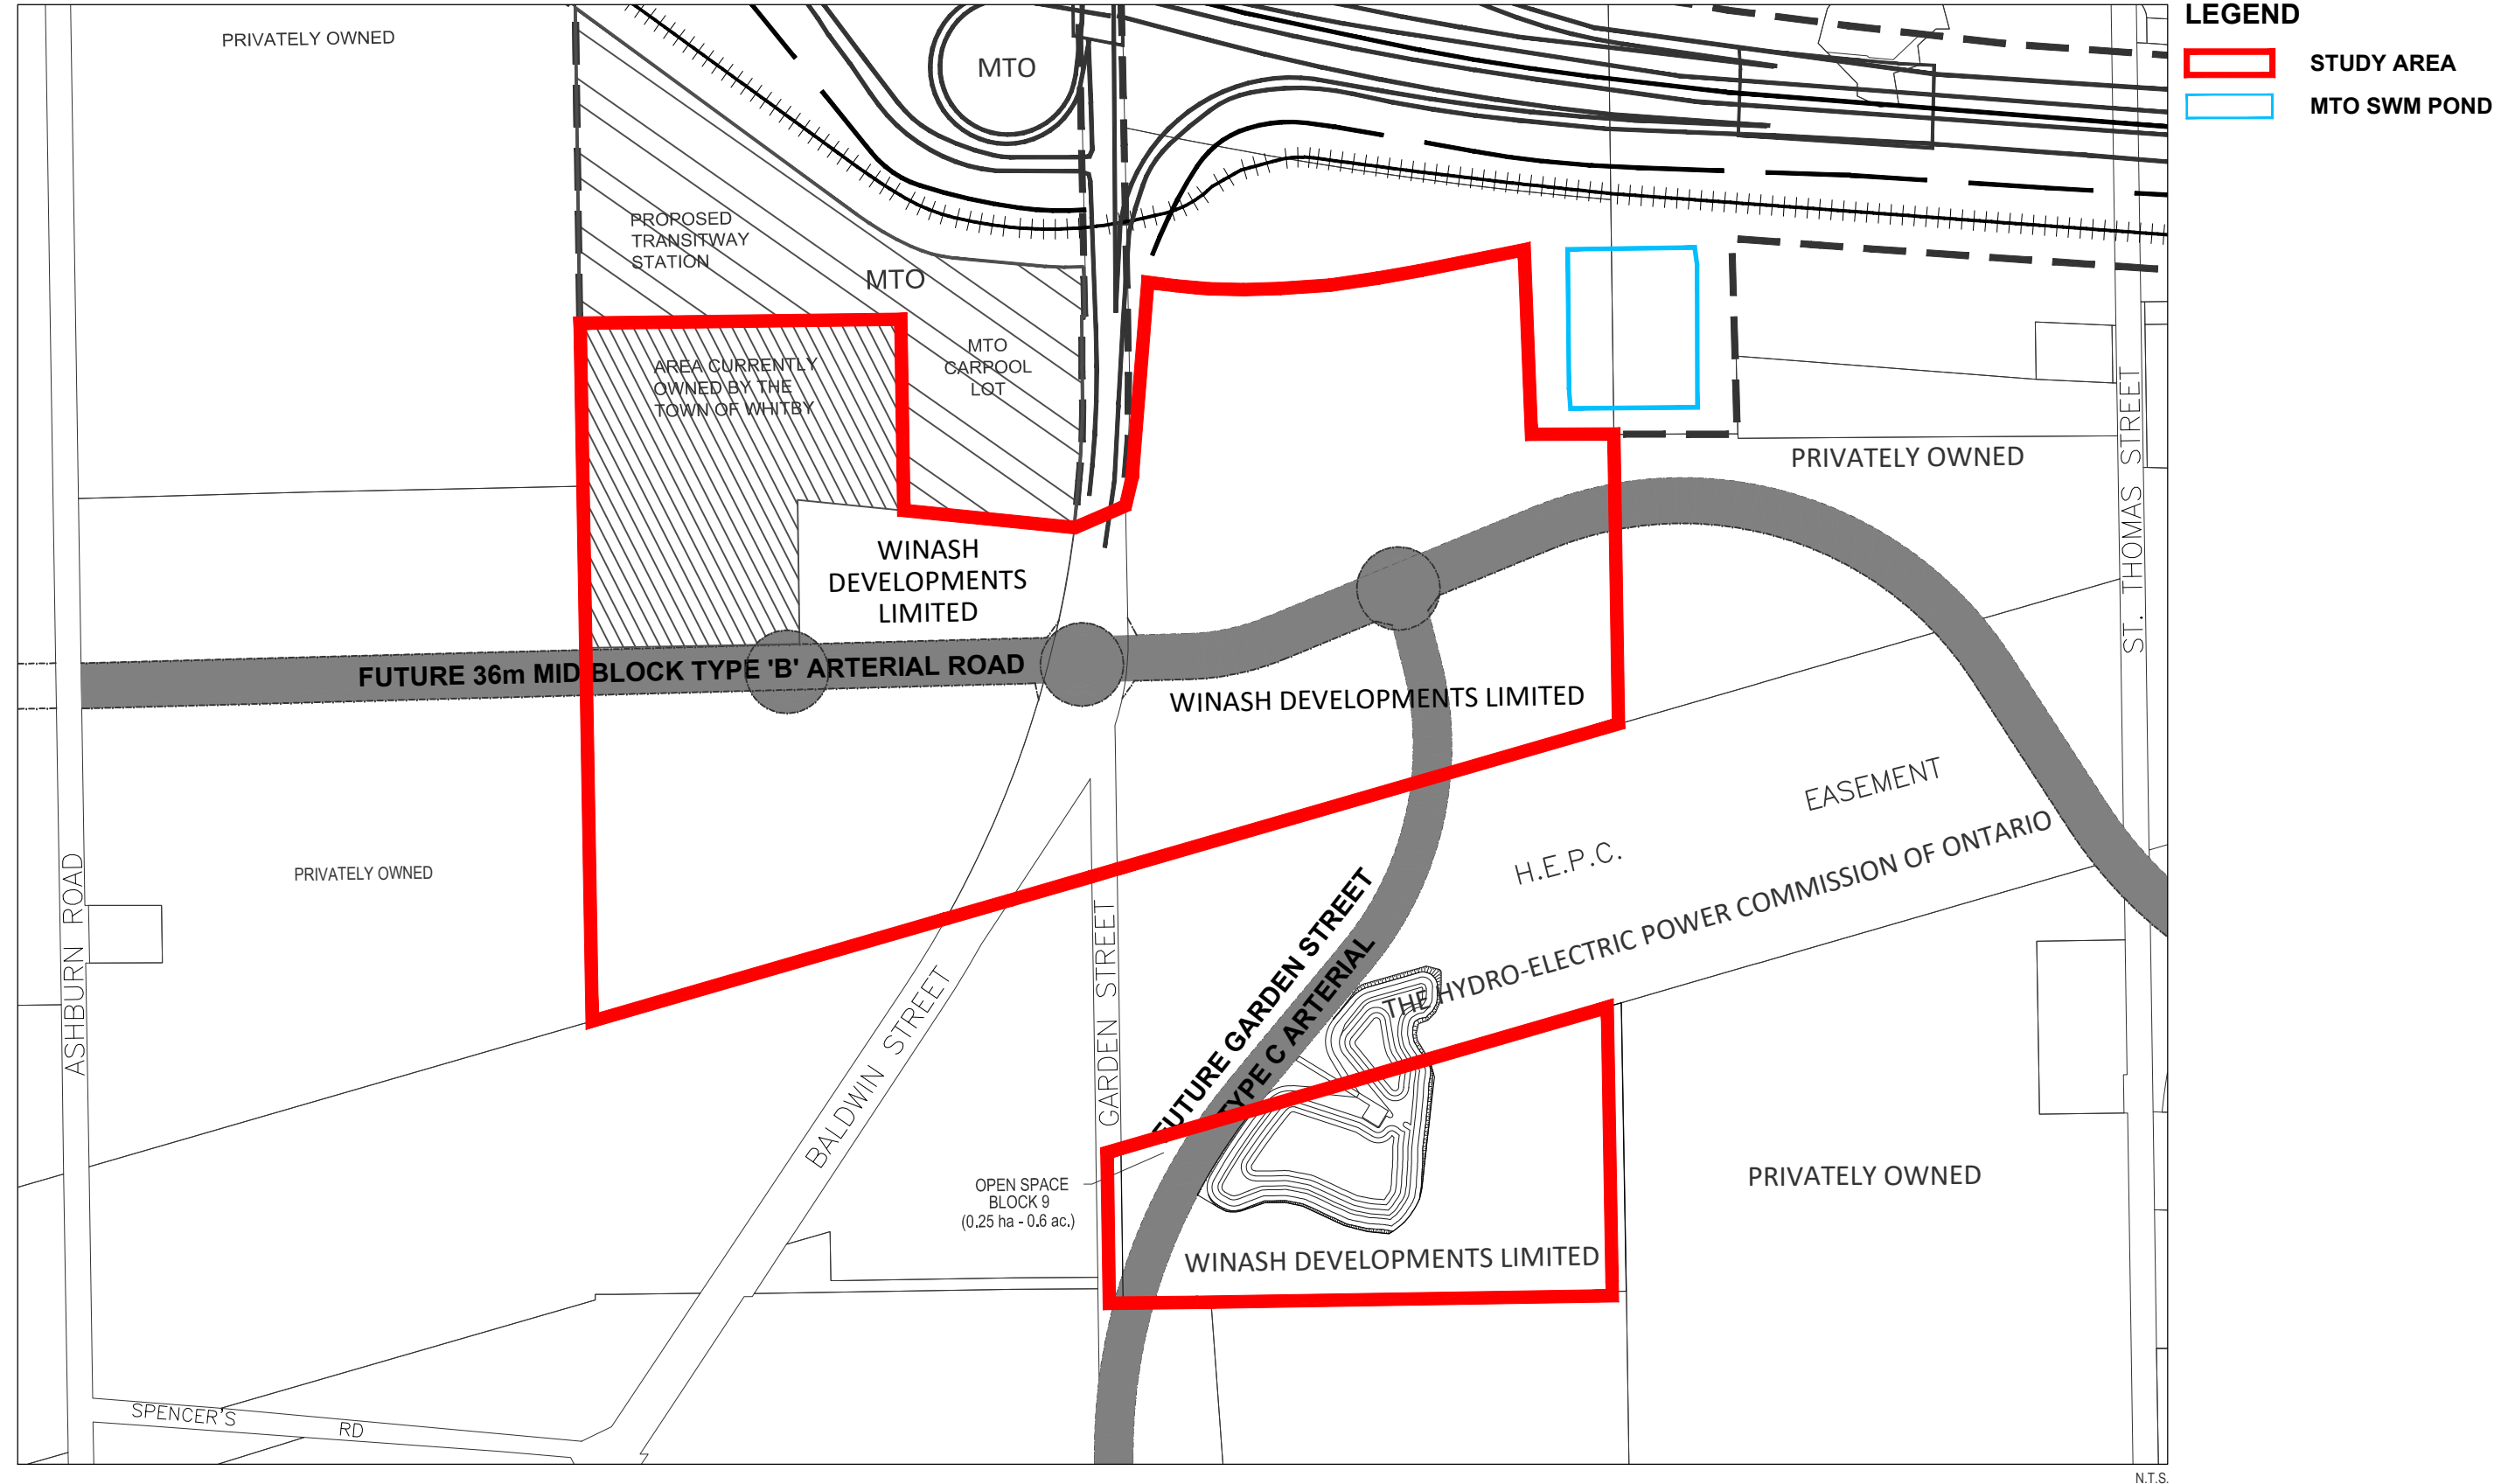 LEGEND
STUDY AREA
MTO SWM POND
PRIVATELY OWNED
MTO
PROPOSED
TRANSITWAY
STATION
MTO
MTO
CARPOOL
LOT
AREA CURRENTLY
OWNED BY THE
TOWN OF WHITBY
PRIVATELY OWNED
ST. THOMAS STREET
WINASH
DEVELOPMENTS
LIMITED
FUTURE 36m MID BLOCK TYPE 'B' ARTERIAL ROAD
WINASH DEVELOPMENTS LIMITED
EASEMENT
H.E.P.C.
THE HYDRO-ELECTRIC POWER COMMISSION OF ONTARIO
PRIVATELY OWNED
ASHBURN ROAD
BALDWIN STREET
GARDEN STREET
FUTURE GARDEN STREET
TYPE C ARTERIAL
OPEN SPACE
BLOCK 9
(0.25 ha - 0.6 ac.)
PRIVATELY OWNED
WINASH DEVELOPMENTS LIMITED
SPENCER'S RD
N.T.S.